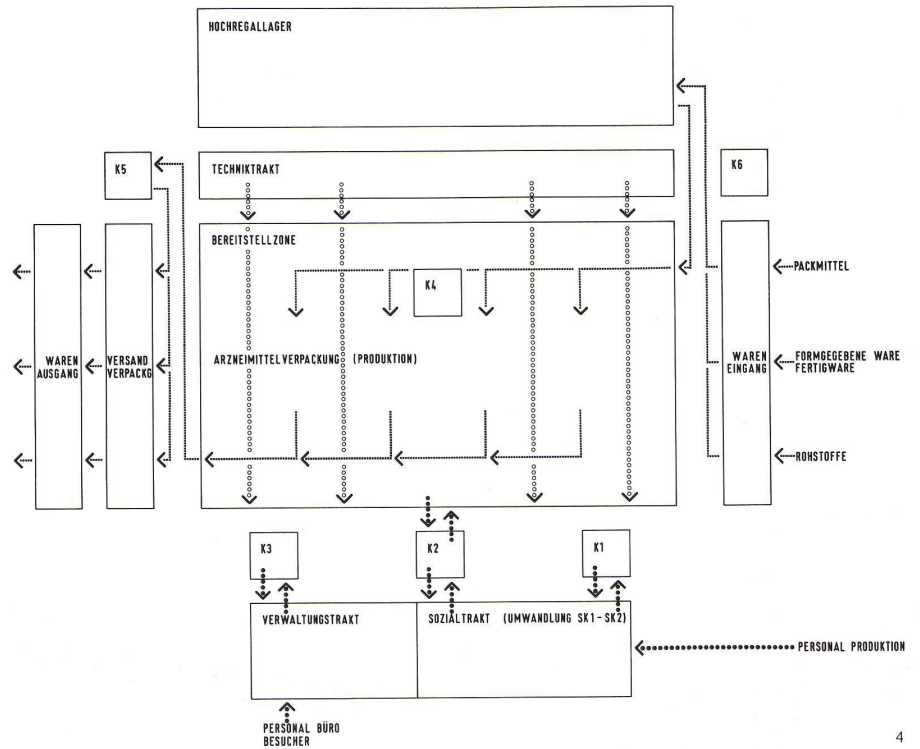 HOCHREGALLAGER
K5
TECHNIKTRAKT
K6
BEREITSTELLZONE
K4
PACKMITTEL
WAREN
AUSGANG
VERSAND
VERPACKG
ARZNEIMITTELVERPACKUNG (PRODUKTION)
WAREN
EINGANG
FORMGEGEBENE WARE
FERTIGWARE
ROHSTOFFE
K3
K2
K1
VERWALTUNGSTRAKT
SOZIALTRAKT (UMWANDLUNG SK1-SK2)
PERSONAL PRODUKTION
PERSONAL BÜRO
BESUCHER
4